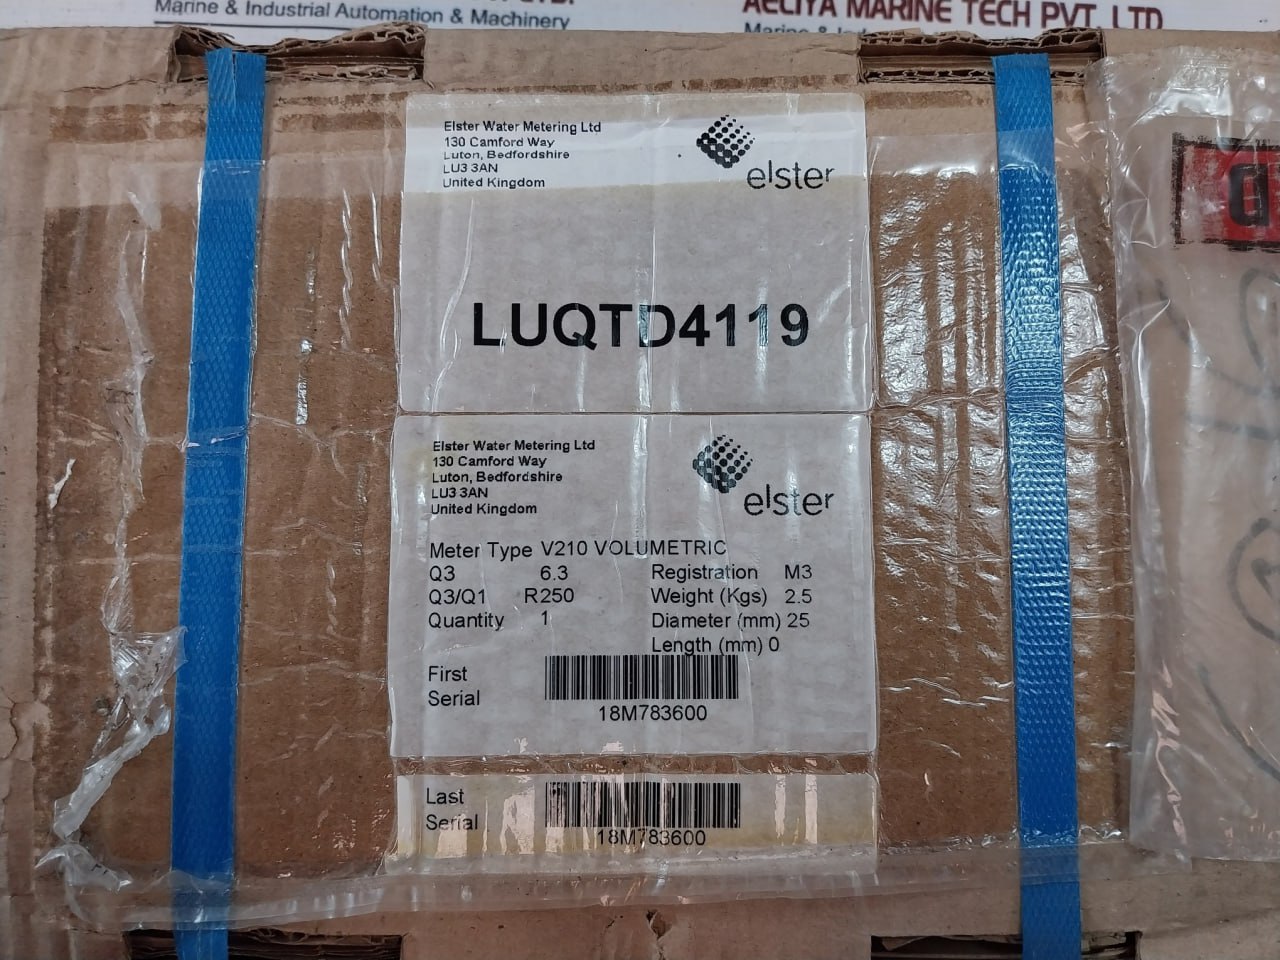 Marine & Industrial Automation & Machinery
AELIYA MARINE TECH PVT. LTD
Elster Water Metering Ltd
130 Camford Way
Luton, Bedfordshire
LU3 3AN
United Kingdom
elster
LUQTD4119
Elster Water Metering Ltd
130 Camford Way
Luton, Bedfordshire
LU3 3AN
United Kingdom
elster
Meter Type V210 VOLUMETRIC
Q3 6.3 Registration M3
Q3/Q1 R250 Weight (Kgs) 2.5
Quantity 1 Diameter (mm) 25
Length (mm) 0
First
Serial
18M783600
Last
Serial
18M783600